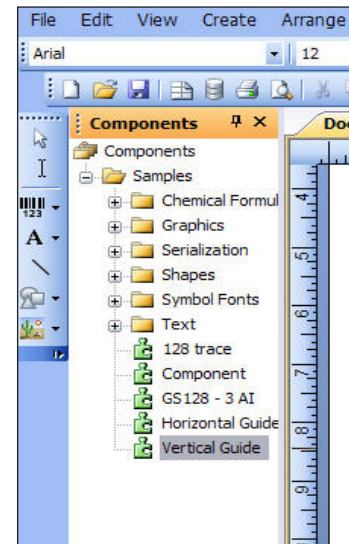 File Edit View Create Arrange
Arial 12
Components
Doc
Components
Samples
Chemical Formul
Graphics
Serialization
Shapes
Symbol Fonts
Text
128 trace
Component
GS128 - 3 AI
Horizontal Guide
Vertical Guide
123
A
4
5
6
7
8
9